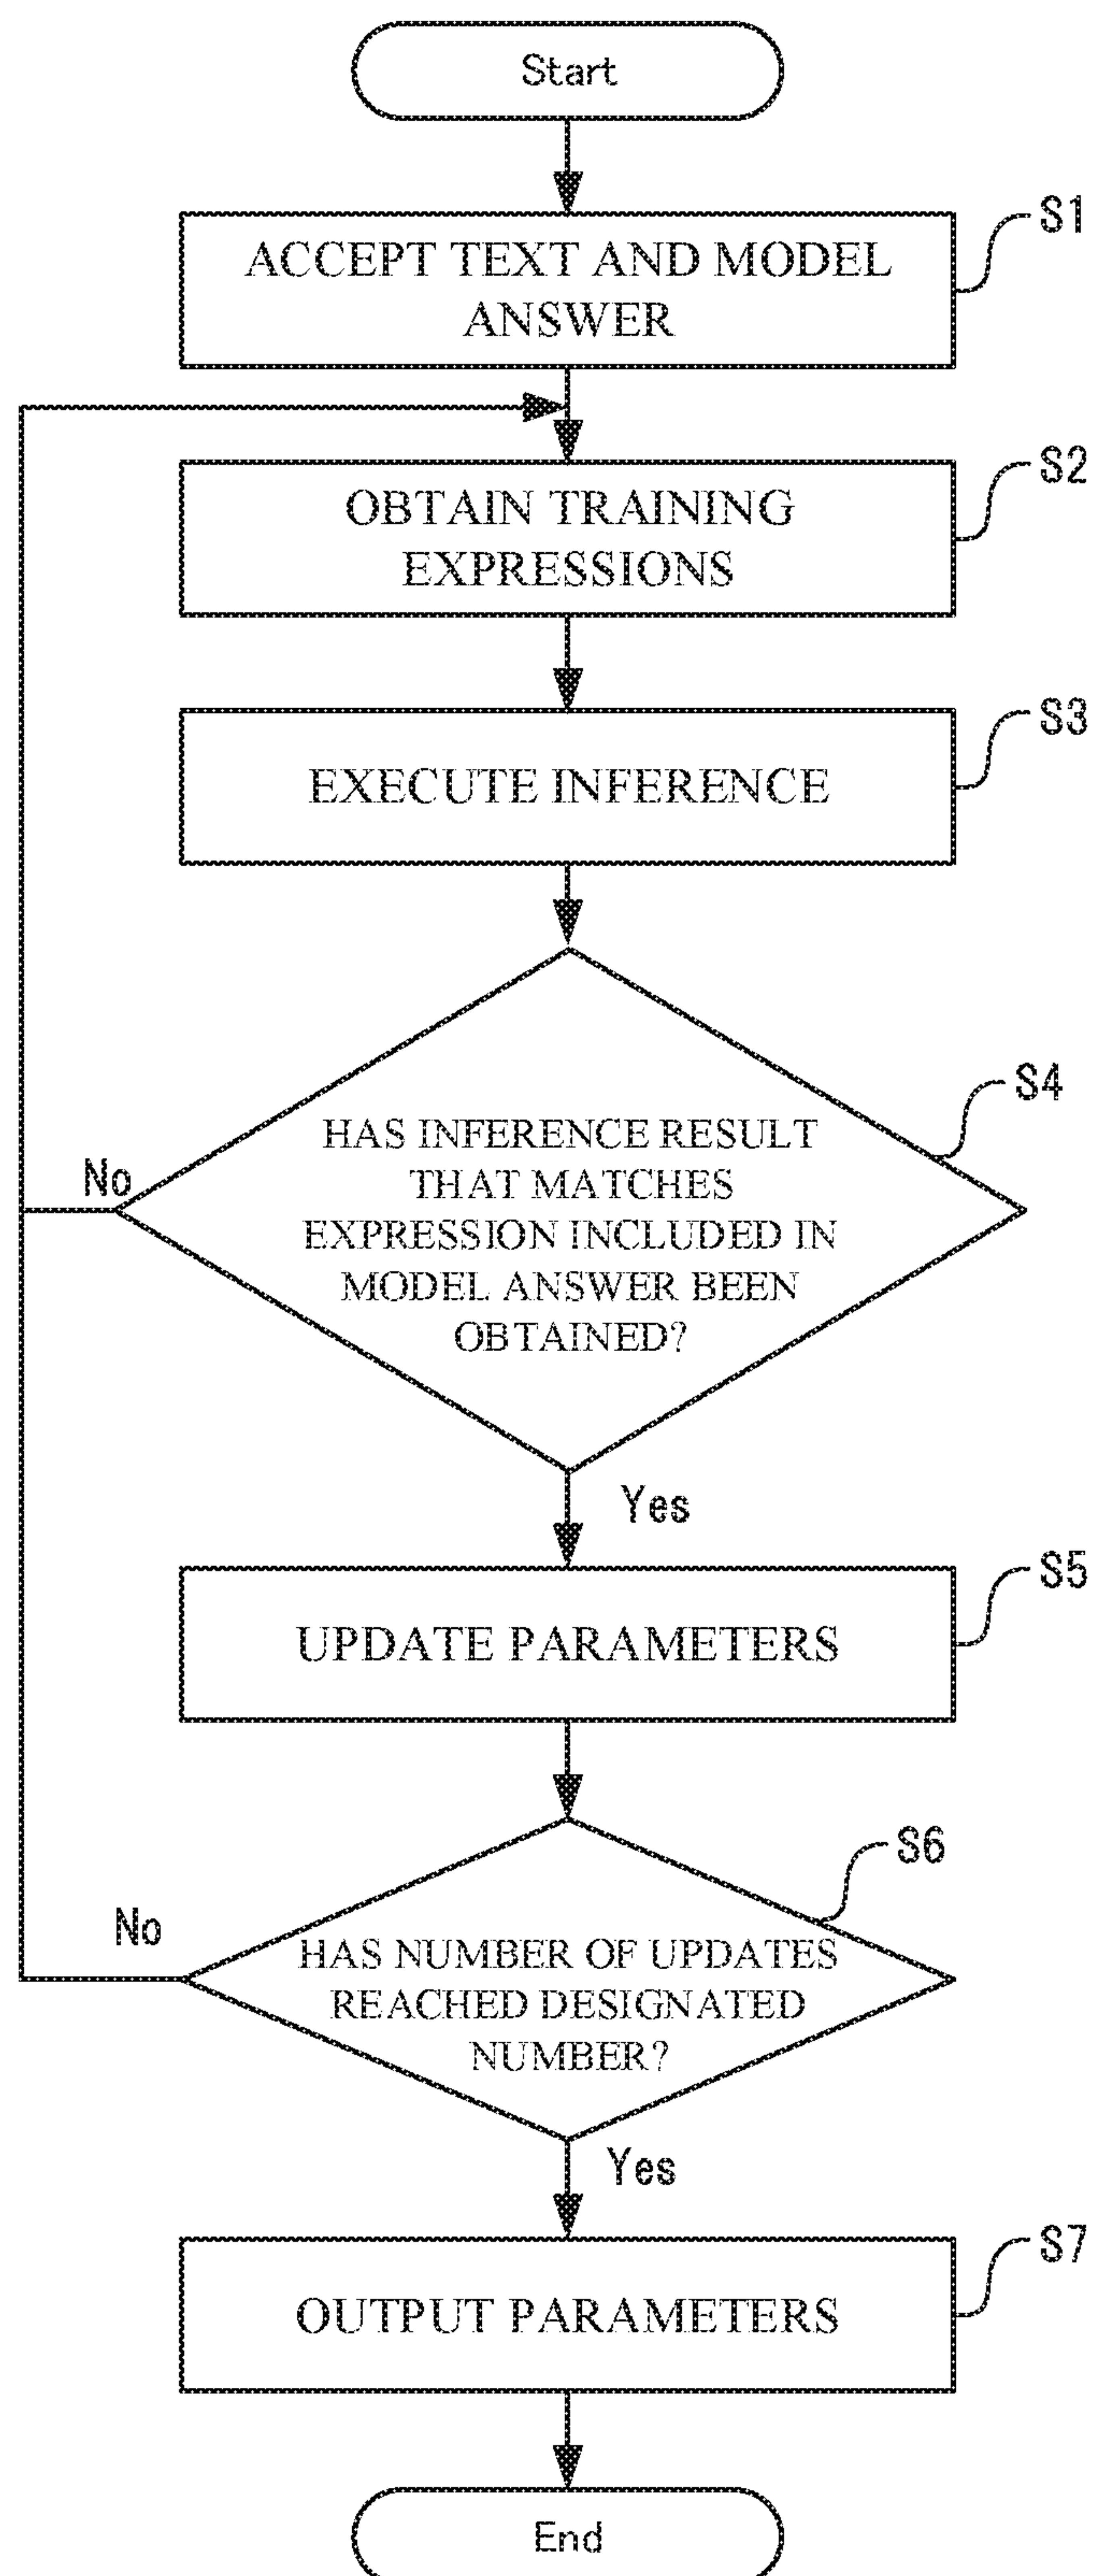 Start
S1
ACCEPT TEXT AND MODEL
ANSWER
S2
OBTAIN TRAINING
EXPRESSIONS
S3
EXECUTE INFERENCE
S4
HAS INFERENCE RESULT
THAT MATCHES
EXPRESSION INCLUDED IN
MODEL ANSWER BEEN
OBTAINED?
No
Yes
S5
UPDATE PARAMETERS
S6
No
HAS NUMBER OF UPDATES
REACHED DESIGNATED
NUMBER?
Yes
S7
OUTPUT PARAMETERS
End